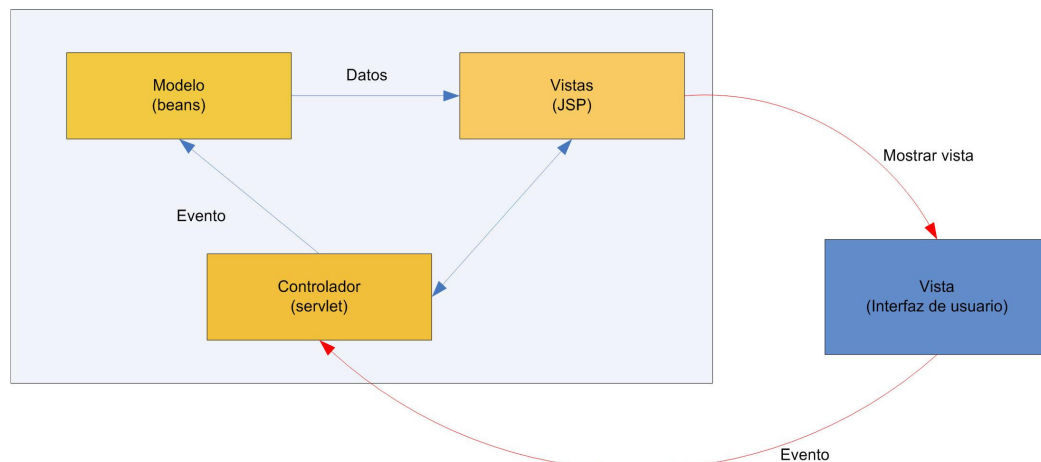 Modelo
(beans)
Datos
Vistas
(JSP)
Mostrar vista
Evento
Controlador
(servlet)
Vista
(Interfaz de usuario)
Evento